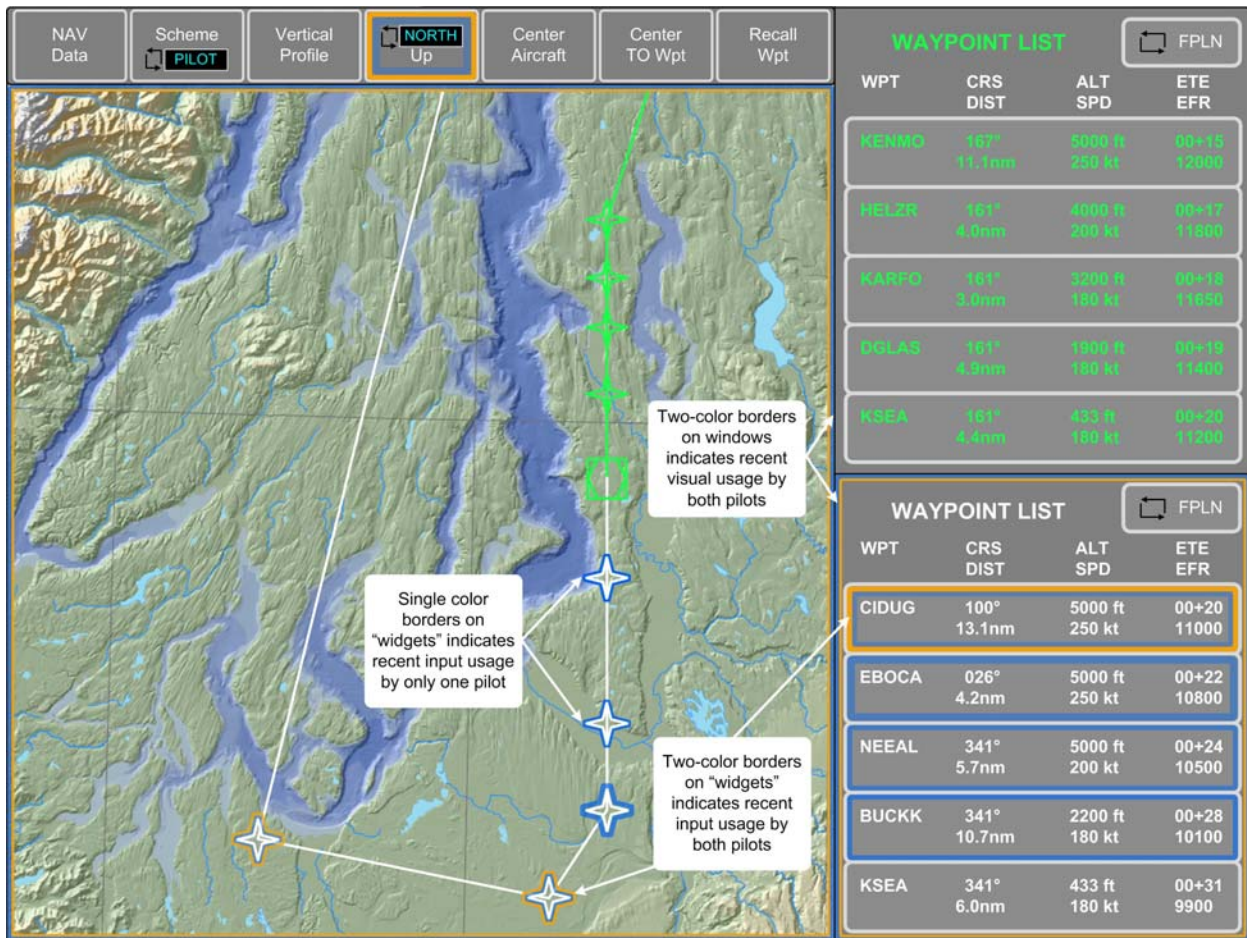 NAV
Data
Scheme
PILOT
Vertical
Profile
NORTH
Up
Center
Aircraft
Center
TO Wpt
Recall
Wpt
WAYPOINT LIST
FPLN
WPT CRS ALT ETE
DIST SPD EFR
KENMO 167° 5000 ft 00+15
11.1nm 250 kt 12000
HELZR 161° 4000 ft 00+17
4.0nm 200 kt 11800
KARFO 161° 3200 ft 00+18
3.0nm 180 kt 11650
DGLAS 161° 1900 ft 00+19
4.9nm 180 kt 11400
KSEA 161° 433 ft 00+20
4.4nm 180 kt 11200
Two-color borders
on windows
indicates recent
visual usage by
both pilots
WAYPOINT LIST
FPLN
WPT CRS ALT ETE
DIST SPD EFR
CIDUG 100° 5000 ft 00+20
13.1nm 250 kt 11000
EBOCA 026° 5000 ft 00+22
4.2nm 250 kt 10800
NEEAL 341° 5000 ft 00+24
5.7nm 200 kt 10500
BUCKK 341° 2200 ft 00+28
10.7nm 180 kt 10100
KSEA 341° 433 ft 00+31
6.0nm 180 kt 9900
Single color
borders on
“widgets” indicates
recent input usage
by only one pilot
Two-color borders
on “widgets”
indicates recent
input usage by
both pilots